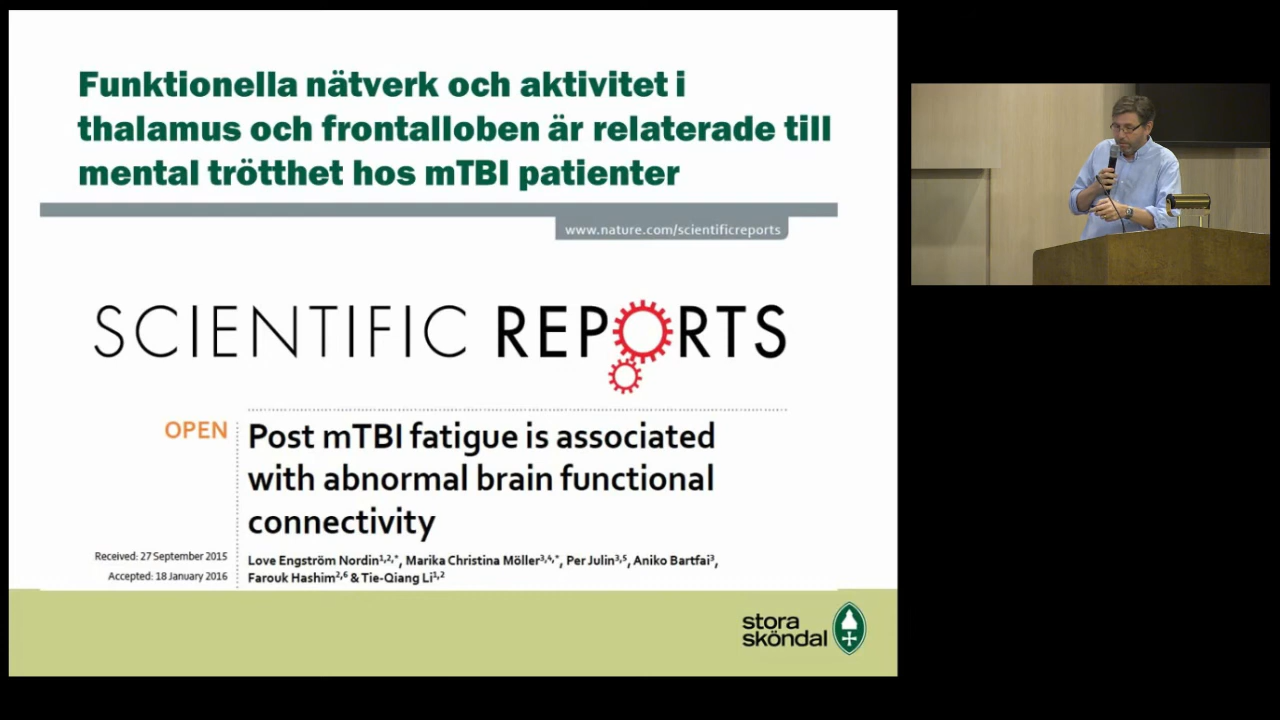 Funktionella nätverk och aktivitet i
thalamus och frontalloben är relaterade till
mental trötthet hos mTBI patienter
www.nature.com/scientificreports
SCIENTIFIC REPORTS
OPEN
Post mTBI fatigue is associated
with abnormal brain functional
connectivity
Received: 27 September 2015
Accepted: 18 January 2016
Love Engström Nordin1,2,*, Marika Christina Möller3,4,*, Per Julin3,5, Aniko Bartfai3,
Farouk Hashim2,6 & Tie-Qiang Li1,2
stora
sköndal